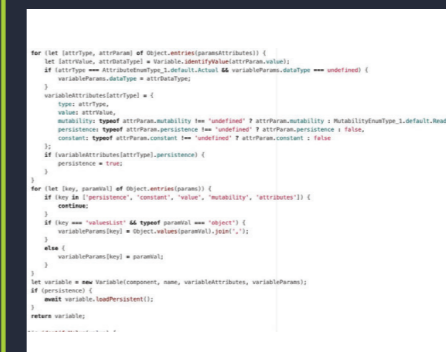 for (let [attrType, attrParam] of Object.entries(paramsAttributes)) {
let [attrValue, attrDataType] = Variable.identifyValue(attrParam.value);
if (attrType === AttributeEnumType_1.default.Actual && variableParams.dataType === undefined) {
variableParams.dataType = attrDataType;
}
variableAttributes[attrType] = {
type: attrType,
value: attrValue,
mutability: typeof attrParam.mutability !== "undefined" ? attrParam.mutability : MutabilityEnumType_1.default.Read
persistence: typeof attrParam.persistence !== "undefined" ? attrParam.persistence : false,
constant: typeof attrParam.constant !== "undefined" ? attrParam.constant : false
};
if (variableAttributes[attrType].persistence) {
persistence = true;
}
}
for (let [key, paramVal] of Object.entries(params)) {
if (key in ["persistence", "constant", "value", "mutability", "attributes"]) {
continue;
}
if (key === "valuesList" && typeof paramVal === "object") {
variableParams[key] = Object.values(paramVal).join(",");
}
else {
variableParams[key] = paramVal;
}
}
let variable = new Variable(component, name, variableAttributes, variableParams);
if (persistence) {
await variable.loadPersistent();
}
return variable;